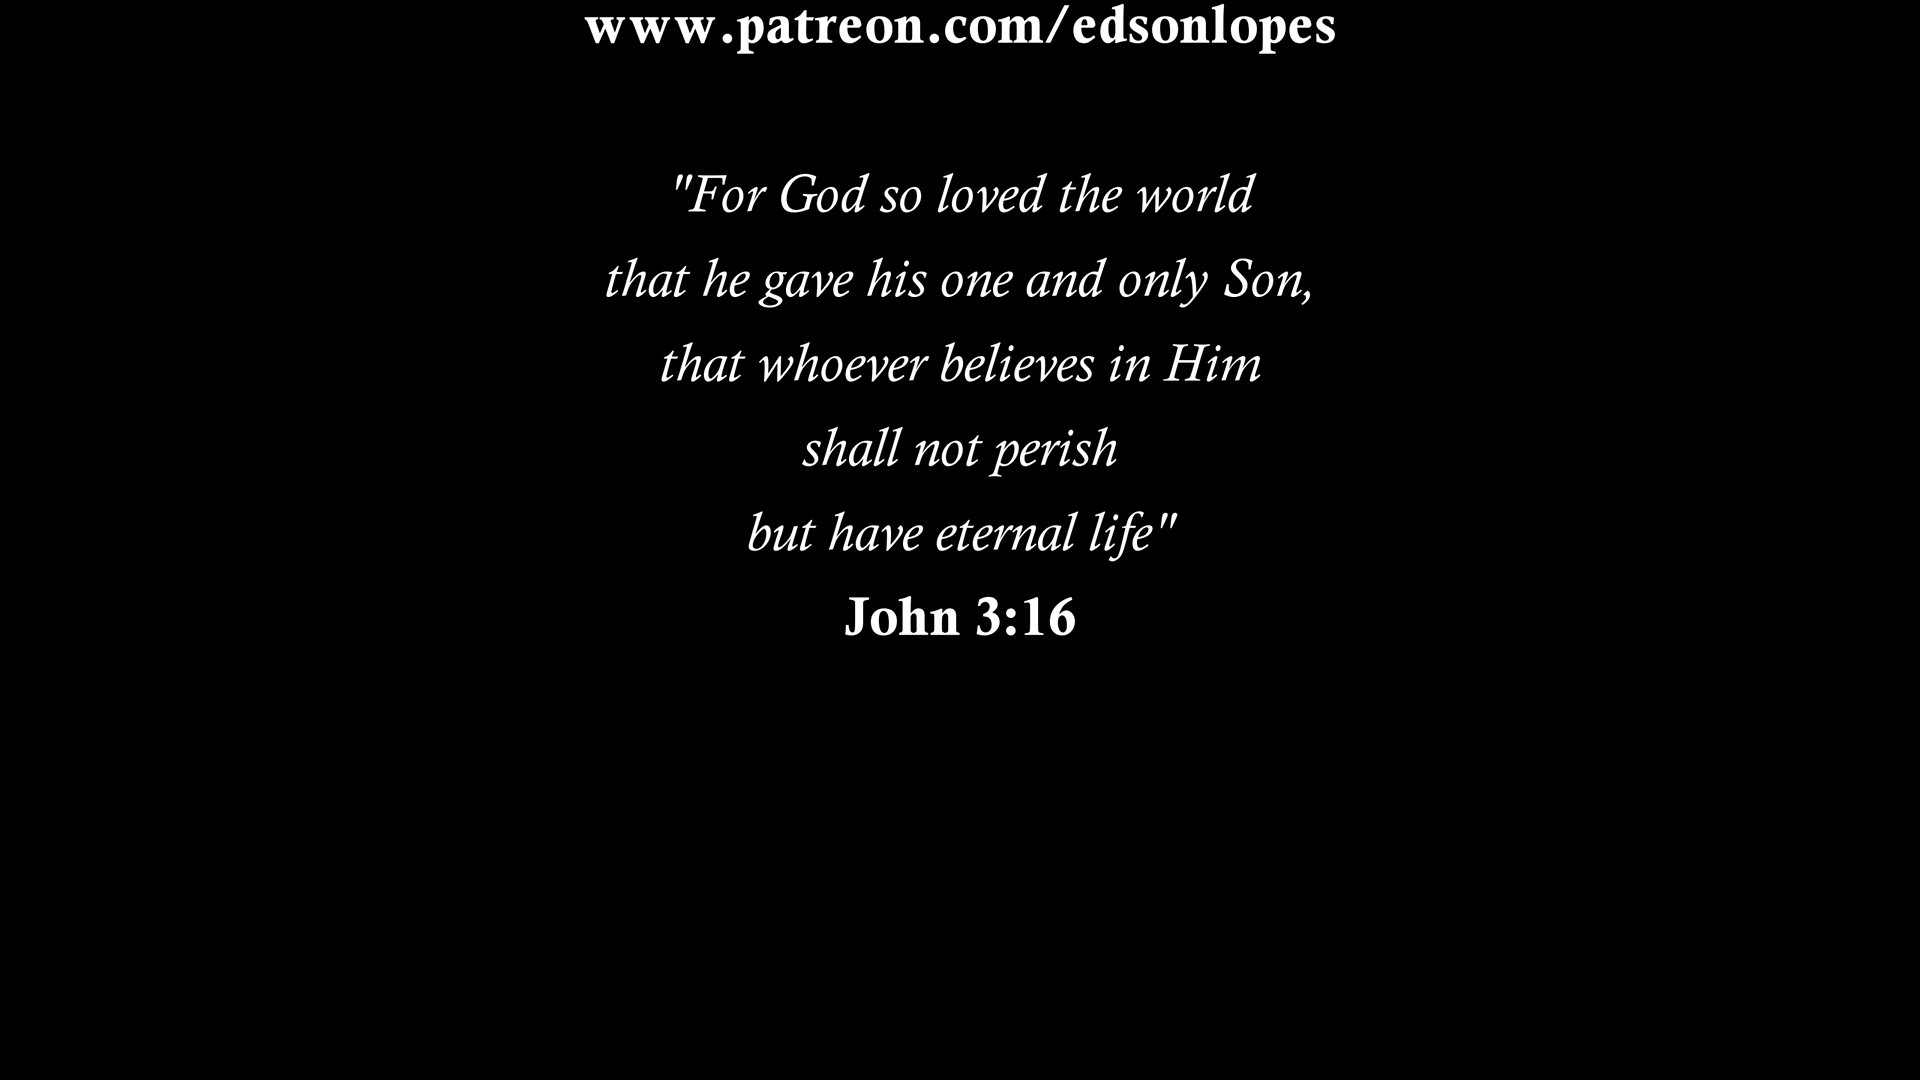 www.patreon.com/edsonlopes
"For God so loved the world
that he gave his one and only Son,
that whoever believes in Him
shall not perish
but have eternal life"
John 3:16